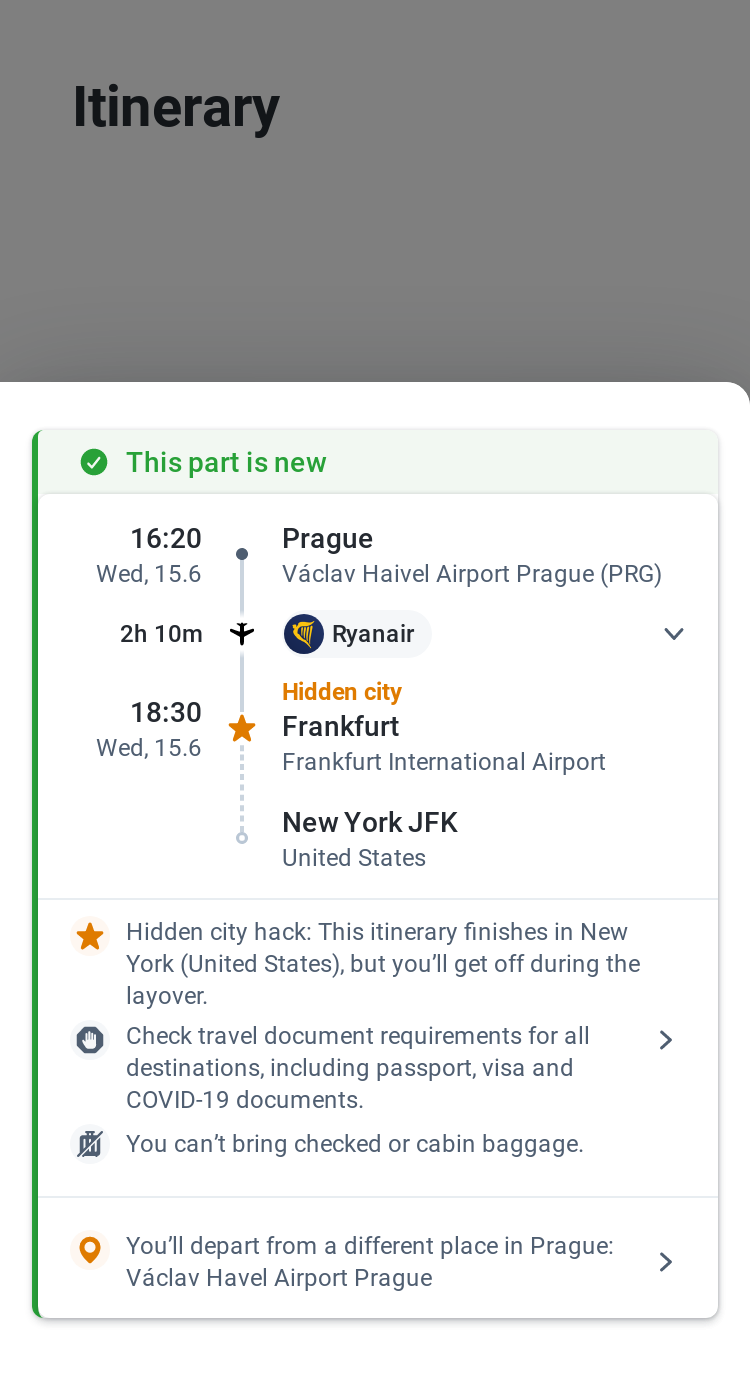 Itinerary
This part is new
16:20
Prague
Wed, 15.6
Václav Haivel Airport Prague (PRG)
2h 10m
Ryanair
Hidden city
18:30
Frankfurt
Wed, 15.6
Frankfurt International Airport
New York JFK
United States
Hidden city hack: This itinerary finishes in New
York (United States), but you’ll get off during the
layover.
Check travel document requirements for all
destinations, including passport, visa and
COVID-19 documents.
You can’t bring checked or cabin baggage.
You’ll depart from a different place in Prague:
Václav Havel Airport Prague